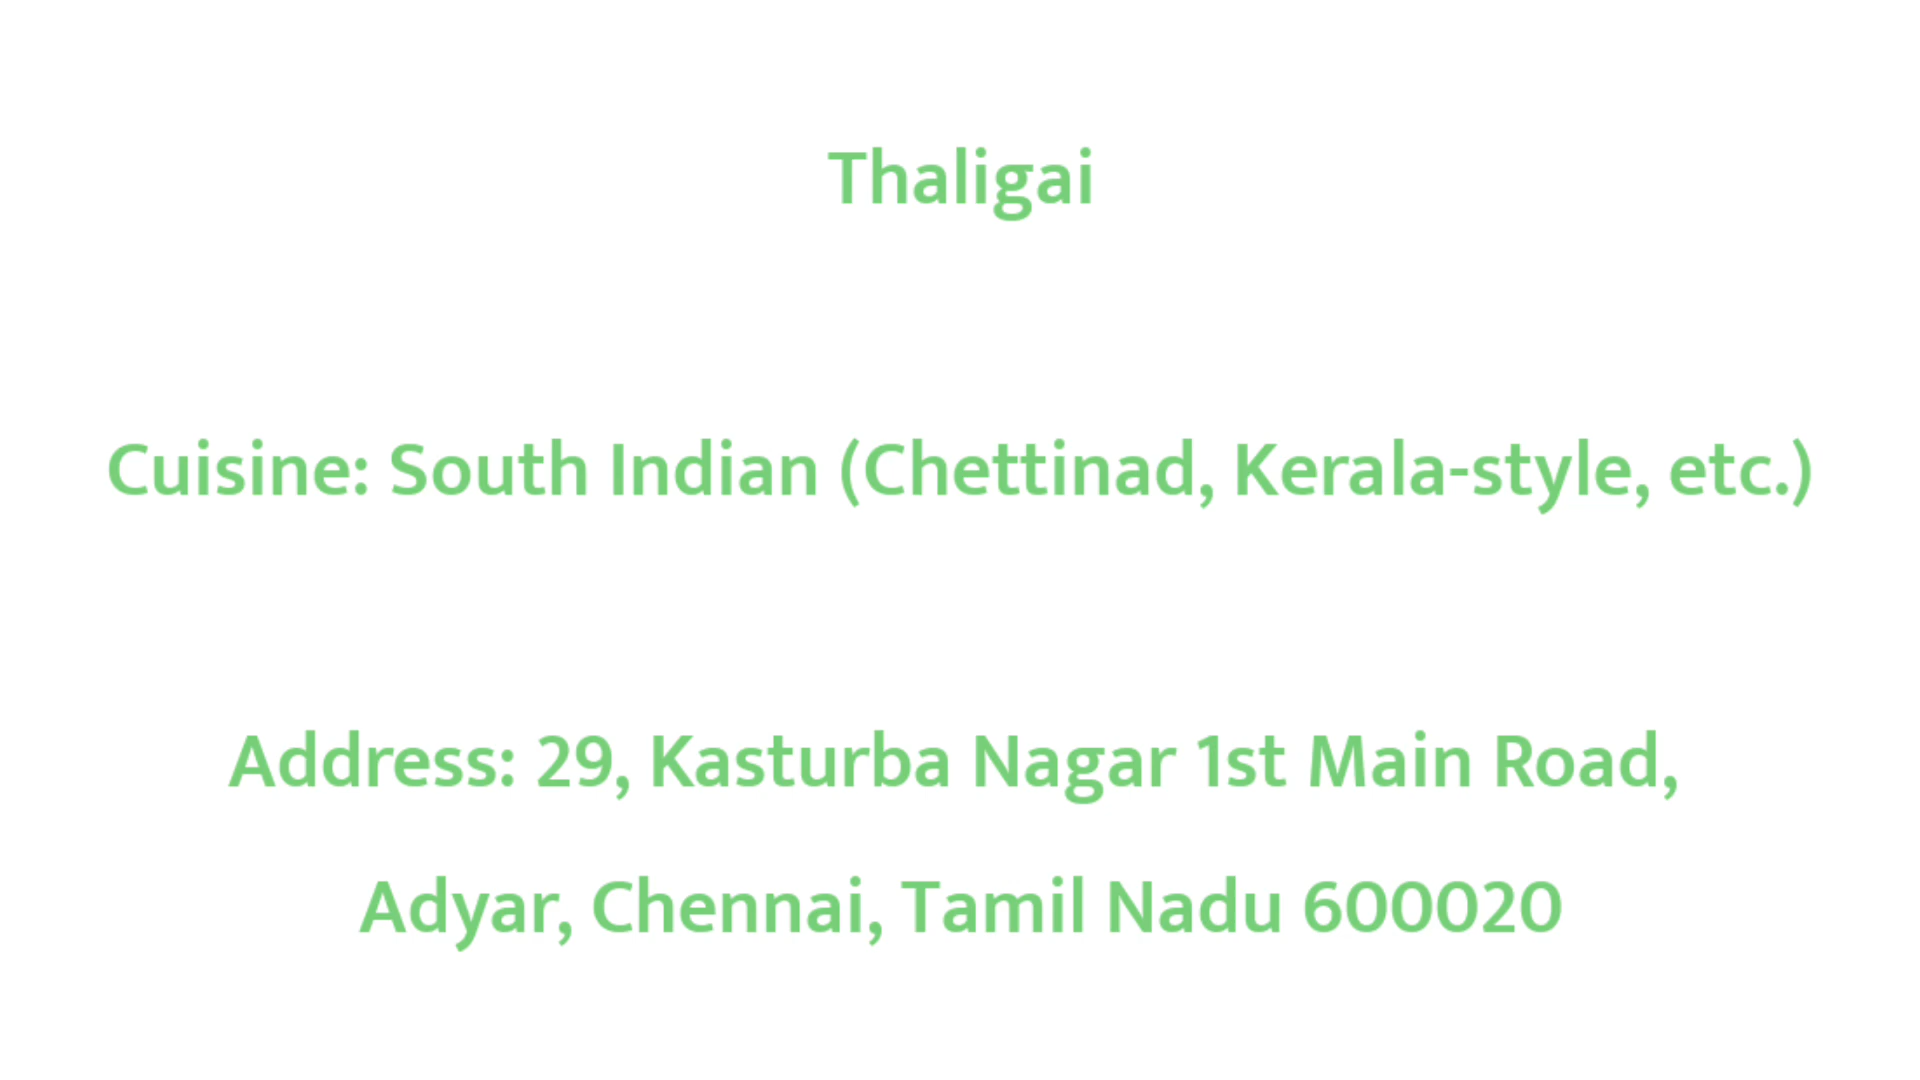 Thaligai
Cuisine: South Indian (Chettinad, Kerala-style, etc.)
Address: 29, Kasturba Nagar 1st Main Road,
Adyar, Chennai, Tamil Nadu 600020